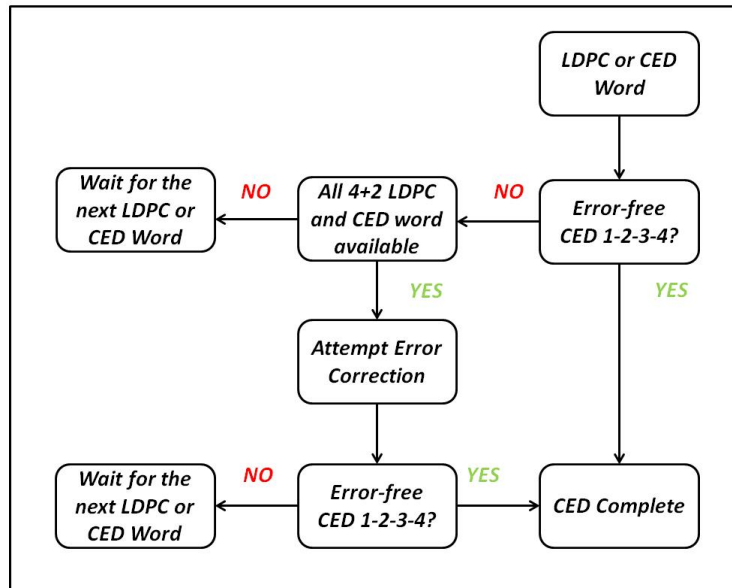 LDPC or CED
Word
Wait for the
next LDPC or
CED Word
NO
All 4+2 LDPC
and CED word
available
NO
Error-free
CED 1-2-3-4?
YES
YES
Attempt Error
Correction
Wait for the
next LDPC or
CED Word
NO
Error-free
CED 1-2-3-4?
YES
CED Complete